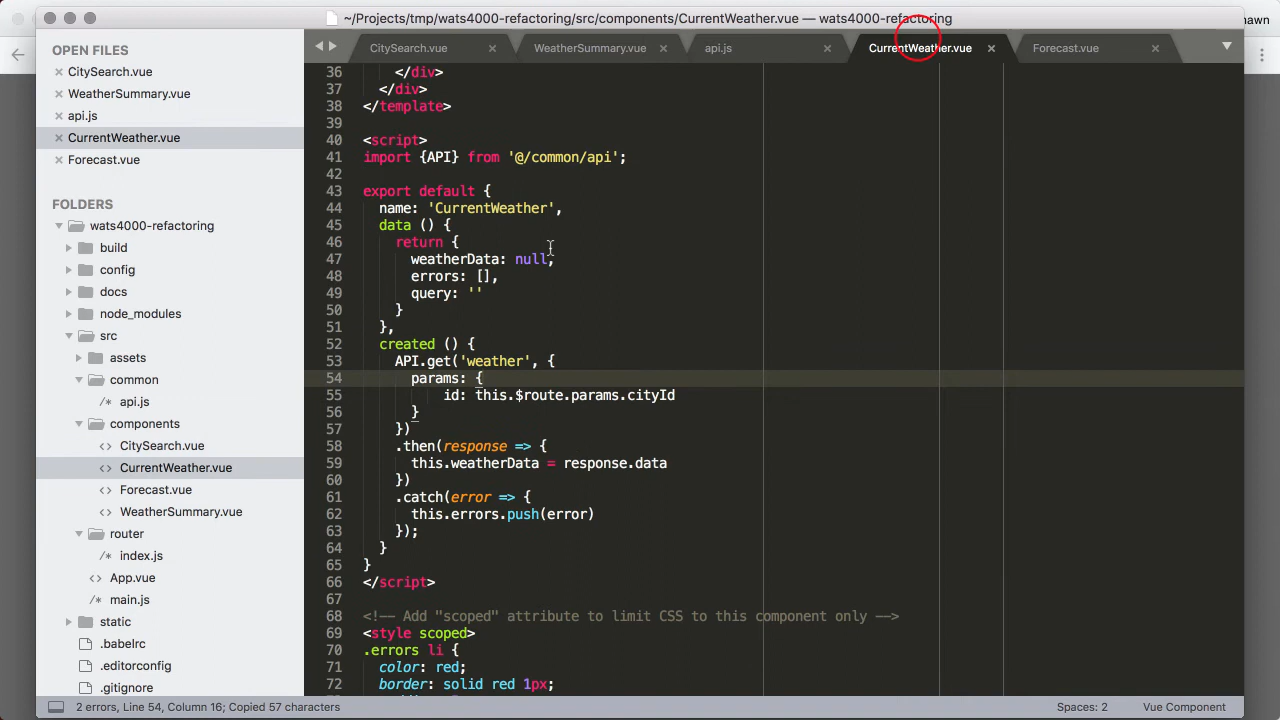 ~/Projects/tmp/wats4000-refactoring/src/components/CurrentWeather.vue — wats4000-refactoring
awn
OPEN FILES
CitySearch.vue
WeatherSummary.vue
api.js
CurrentWeather.vue
Forecast.vue
CitySearch.vue
WeatherSummary.vue
api.js
CurrentWeather.vue
Forecast.vue
FOLDERS
wats4000-refactoring
build
config
docs
node_modules
src
assets
common
/* api.js
components
<> CitySearch.vue
<> CurrentWeather.vue
<> Forecast.vue
<> WeatherSummary.vue
router
/* index.js
<> App.vue
/* main.js
static
.babelrc
.editorconfig
.gitignore
36 </div>
37 </div>
38 </template>
39
40 <script>
41 import {API} from '@/common/api';
42
43 export default {
44 name: 'CurrentWeather',
45 data () {
46 return {
47 weatherData: null,
48 errors: [],
49 query: ''
50 }
51 },
52 created () {
53 API.get('weather', {
54 params: {
55 id: this.$route.params.cityId
56 }
57 })
58 .then(response => {
59 this.weatherData = response.data
60 })
61 .catch(error => {
62 this.errors.push(error)
63 });
64 }
65 }
66 </script>
67
68 <!-- Add "scoped" attribute to limit CSS to this component only -->
69 <style scoped>
70 .errors li {
71 color: red;
72 border: solid red 1px;
2 errors, Line 54, Column 16; Copied 57 characters
Spaces: 2
Vue Component